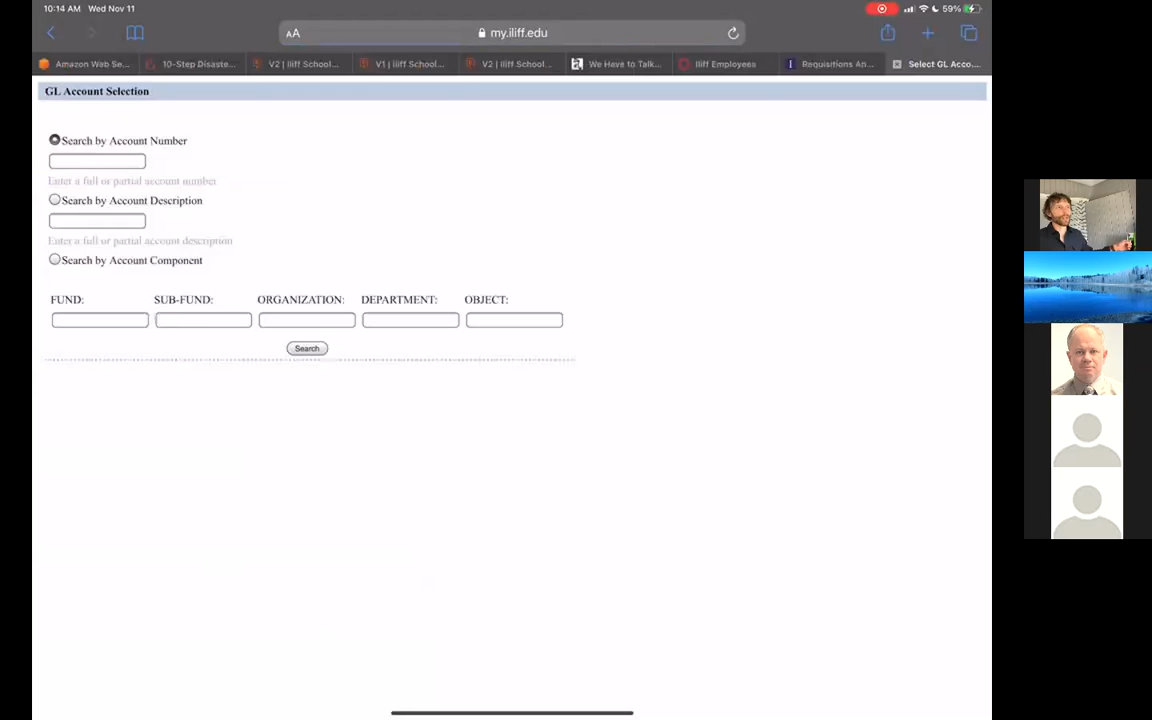 10:14 AM Wed Nov 11
59%
AA
my.iliff.edu
Amazon Web Se...
10-Step Disaste...
V2 | Iliff School...
V1 | Iliff School...
V2 | Iliff School...
We Have to Talk...
Iliff Employees
Requisitions Ap...
Select GL Acco...
GL Account Selection
Search by Account Number
Enter a full or partial account number
Search by Account Description
Enter a full or partial account description
Search by Account Component
FUND: SUB-FUND: ORGANIZATION: DEPARTMENT: OBJECT:
Search